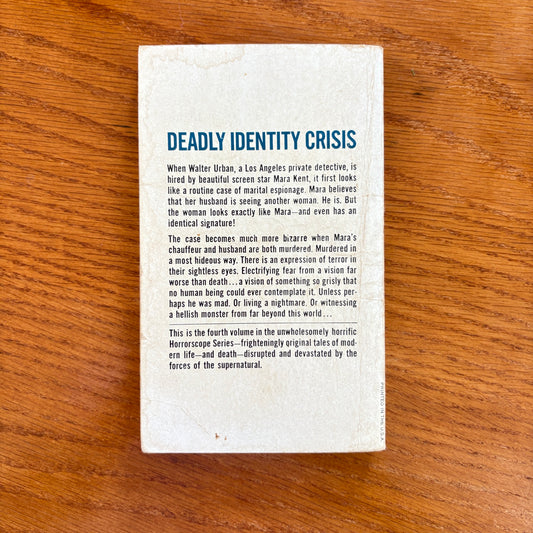 DEADLY IDENTITY CRISIS
When Walter Urban, a Los Angeles private detective, is
hired by beautiful screen star Mara Kent, it first looks
like a routine case of marital espionage. Mara believes
that her husband is seeing another woman. He is. But
the woman looks exactly like Mara—and even has an
identical signature!
The case becomes much more bizarre when Mara's
chauffeur and husband are both murdered. Murdered in
a most hideous way. There is an expression of terror in
their sightless eyes. Electrifying fear from a vision far
worse than death...a vision of something so grisly that
no human being could ever contemplate it. Unless per-
haps he was mad. Or living a nightmare. Or witnessing
a hellish monster from far beyond this world...
This is the fourth volume in the unwholesomely horrific
Horrorscope Series—frighteningly original tales of mod-
ern life—and death—disrupted and devastated by the
forces of the supernatural.
PRINTED IN THE U.S.A.